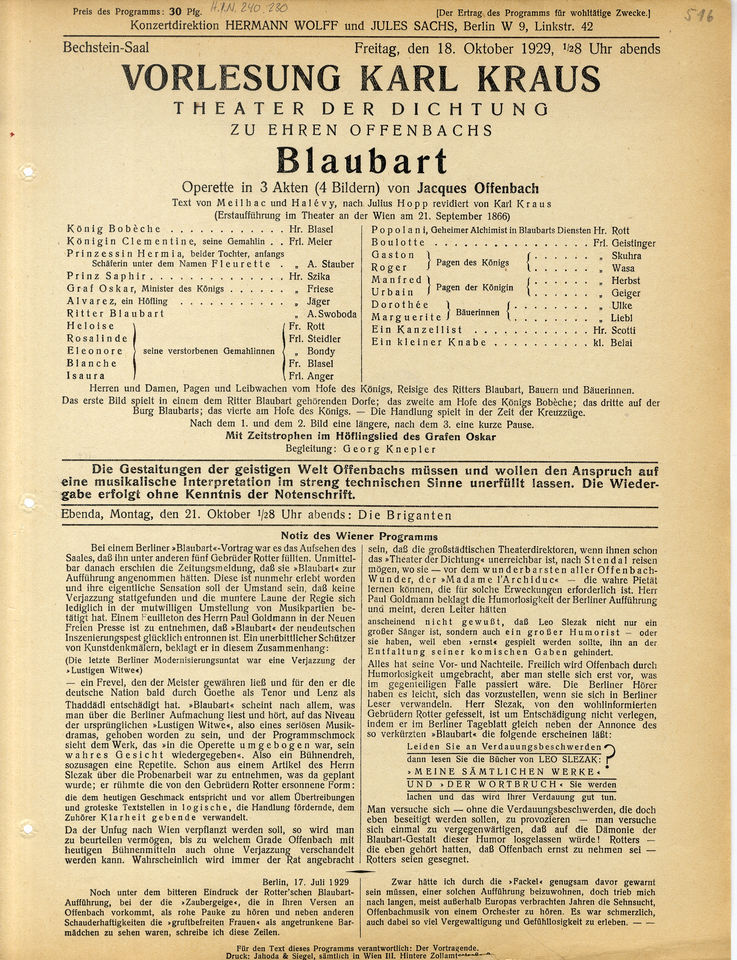 Preis des Programms: 30 Pfg. H.I.N. 240.230 [Der Ertrag des Programms für wohltätige Zwecke.] 516
Konzertdirektion HERMANN WOLFF und JULES SACHS, Berlin W 9, Linkstr. 42
Bechstein-Saal Freitag, den 18. Oktober 1929, 1/28 Uhr abends
VORLESUNG KARL KRAUS
THEATER DER DICHTUNG
ZU EHREN OFFENBACHS
Blaubart
Operette in 3 Akten (4 Bildern) von Jacques Offenbach
Text von Meilhac und Halévy, nach Julius Hopp revidiert von Karl Kraus
(Erstaufführung im Theater an der Wien am 21. September 1866)
König Bobèche . . . . . . . . . . . . Hr. Blasel
Königin Clementine, seine Gemahlin . . Frl. Meier
Prinzessin Hermia, beider Tochter, anfangs
Schäferin unter dem Namen Fleurette . „ A. Stauber
Prinz Saphir . . . . . . . . . . . . . Hr. Szika
Graf Oskar, Minister des Königs . . . . . . „ Friese
Alvarez, ein Höfling . . . . . . . . . . . „ Jäger
Ritter Blaubart „ A. Swoboda
Heloise Fr. Rott
Rosalinde Frl. Steidler
Eleonore seine verstorbenen Gemahlinnen „ Bondy
Blanche Fr. Blasel
Isaura Frl. Anger
Popolani, Geheimer Alchimist in Blaubarts Diensten Hr. Rott
Boulotte . . . . . . . . . . . . . . . Frl. Geistinger
Gaston . . . . . . „ Skuhra
Pagen des Königs
Roger . . . . . . „ Wasa
Manfred . . . . . . „ Herbst
Pagen der Königin
Urbain . . . . . . „ Geiger
Dorothée . . . . . . . . „ Ulke
Bäuerinnen
Marguerite . . . . . . . . „ Liebl
Ein Kanzellist . . . . . . . . . . . Hr. Scotti
Ein kleiner Knabe . . . . . . . . . . kl. Belai
Herren und Damen, Pagen und Leibwachen vom Hofe des Königs, Reisige des Ritters Blaubart, Bauern und Bäuerinnen.
Das erste Bild spielt in einem dem Ritter Blaubart gehörenden Dorfe; das zweite am Hofe des Königs Bobèche; das dritte auf der
Burg Blaubarts; das vierte am Hofe des Königs. — Die Handlung spielt in der Zeit der Kreuzzüge.
Nach dem 1. und dem 2. Bild eine längere, nach dem 3. eine kurze Pause.
Mit Zeitstrophen im Höflingslied des Grafen Oskar
Begleitung: Georg Knepler
Die Gestaltungen der geistigen Welt Offenbachs müssen und wollen den Anspruch auf
eine musikalische Interpretation im streng technischen Sinne unerfüllt lassen. Die Wieder-
gabe erfolgt ohne Kenntnis der Notenschrift.
Ebenda, Montag, den 21. Oktober 1/28 Uhr abends: Die Briganten
Notiz des Wiener Programms
Bei einem Berliner »Blaubart«-Vortrag war es das Aufsehen des
Saales, daß ihn unter anderen fünf Gebrüder Rotter füllten. Unmittel-
bar danach erschien die Zeitungsmeldung, daß sie »Blaubart« zur
Aufführung angenommen hätten. Diese ist nunmehr erlebt worden
und ihre eigentliche Sensation soll der Umstand sein, daß keine
Verjazzung stattgefunden und die muntere Laune der Regie sich
lediglich in der mutwilligen Umstellung von Musikpartien be-
tätigt hat. Einem Feuilleton des Herrn Paul Goldmann in der Neuen
Freien Presse ist zu entnehmen, daß »Blaubart« der neudeutschen
Inszenierungspest glücklich entronnen ist. Ein unerbittlicher Schützer
von Kunstdenkmälern, beklagt er in diesem Zusammenhang:
(Die letzte Berliner Modernisierungsuntat war eine Verjazzung der
»Lustigen Witwe«)
— ein Frevel, den der Meister gewähren ließ und für den er die
deutsche Nation bald durch Goethe als Tenor und Lenz als
Thaddädl entschädigt hat. »Blaubart« scheint nach allem, was
man über die Berliner Aufmachung liest und hört, auf das Niveau
der ursprünglichen »Lustigen Witwe«, also eines seriösen Musik-
dramas, gehoben worden zu sein, und der Programmschmock
sieht dem Werk, das »in die Operette umgebogen war, sein
wahres Gesicht wiedergegeben«. Also ein Bühnendreh,
sozusagen eine Repetite. Schon aus einem Artikel des Herrn
Slezak über die Probenarbeit war zu entnehmen, was da geplant
wurde; er rühmte die von den Gebrüdern Rotter ersonnene Form:
die dem heutigen Geschmack entspricht und vor allem Übertreibungen
und groteske Textstellen in logische, die Handlung fördernde, dem
Zuhörer Klarheit gebende verwandelt.
Da der Unfug nach Wien verpflanzt werden soll, so wird man
zu beurteilen vermögen, bis zu welchem Grade Offenbach mit
heutigen Bühnenmitteln auch ohne Verjazzung verschandelt
werden kann. Wahrscheinlich wird immer der Rat angebracht
sein, daß die großstädtischen Theaterdirektoren, wenn ihnen schon
das »Theater der Dichtung« unerreichbar ist, nach Stendal reisen
mögen, wo sie — vor dem wunderbarsten aller Offenbach-
Wunder, der »Madame l'Archiduc« — die wahre Pietät
lernen können, die für solche Erweckungen erforderlich ist. Herr
Paul Goldmann beklagt die Humorlosigkeit der Berliner Aufführung
und meint, deren Leiter hätten
anscheinend nicht gewußt, daß Leo Slezak nicht nur ein
großer Sänger ist, sondern auch ein großer Humorist — oder
sie haben, weil eben »ernst« gespielt werden sollte, ihn an der
Entfaltung seiner komischen Gaben gehindert.
Alles hat seine Vor- und Nachteile. Freilich wird Offenbach durch
Humorlosigkeit umgebracht, aber man stelle sich erst vor, was
im gegenteiligen Falle passiert wäre. Die Berliner Hörer
haben es leicht, sich das vorzustellen, wenn sie sich in Berliner
Leser verwandeln. Herr Slezak, von den wohlinformierten
Gebrüdern Rotter gefesselt, ist um Entschädigung nicht verlegen,
indem er im Berliner Tageblatt gleich neben der Annonce des
so verkürzten »Blaubart« die folgende erscheinen läßt:
Leiden Sie an Verdauungsbeschwerden ?
dann lesen Sie die Bücher von LEO SLEZAK:
»MEINE SÄMTLICHEN WERKE«
UND »DER WORTBRUCH« Sie werden
lachen und das wird Ihrer Verdauung gut tun.
Man versuche sich — ohne die Verdauungsbeschwerden, die doch
eben beseitigt werden sollen, zu provozieren — man versuche
sich einmal zu vergegenwärtigen, daß auf die Dämonie der
Blaubart-Gestalt dieser Humor losgelassen würde! Rotters —
die eben gehört hatten, daß Offenbach ernst zu nehmen sei —
Rotters seien gesegnet.
Berlin, 17. Juli 1929
Noch unter dem bitteren Eindruck der Rotter'schen Blaubart-
Aufführung, bei der die »Zaubergeige«, die in Ihren Versen an
Offenbach vorkommt, als rohe Pauke zu hören und neben anderen
Schauderhaftigkeiten die »gruftbefreiten Frauen« als angetrunkene Bar-
mädchen zu sehen waren, schreibe ich diese Zeilen.
Zwar hätte ich durch die »Fackel« genugsam davor gewarnt
sein müssen, einer solchen Aufführung beizuwohnen, doch trieb mich
nach langen, meist außerhalb Europas verbrachten Jahren die Sehnsucht,
Offenbachmusik von einem Orchester zu hören. Es war schmerzlich,
auch dabei so viel Vergewaltigung und Gefühllosigkeit zu erleben. — —
Für den Text dieses Programms verantwortlich: Der Vortragende.
Druck: Jahoda & Siegel, sämtlich in Wien III. Hintere Zollamt